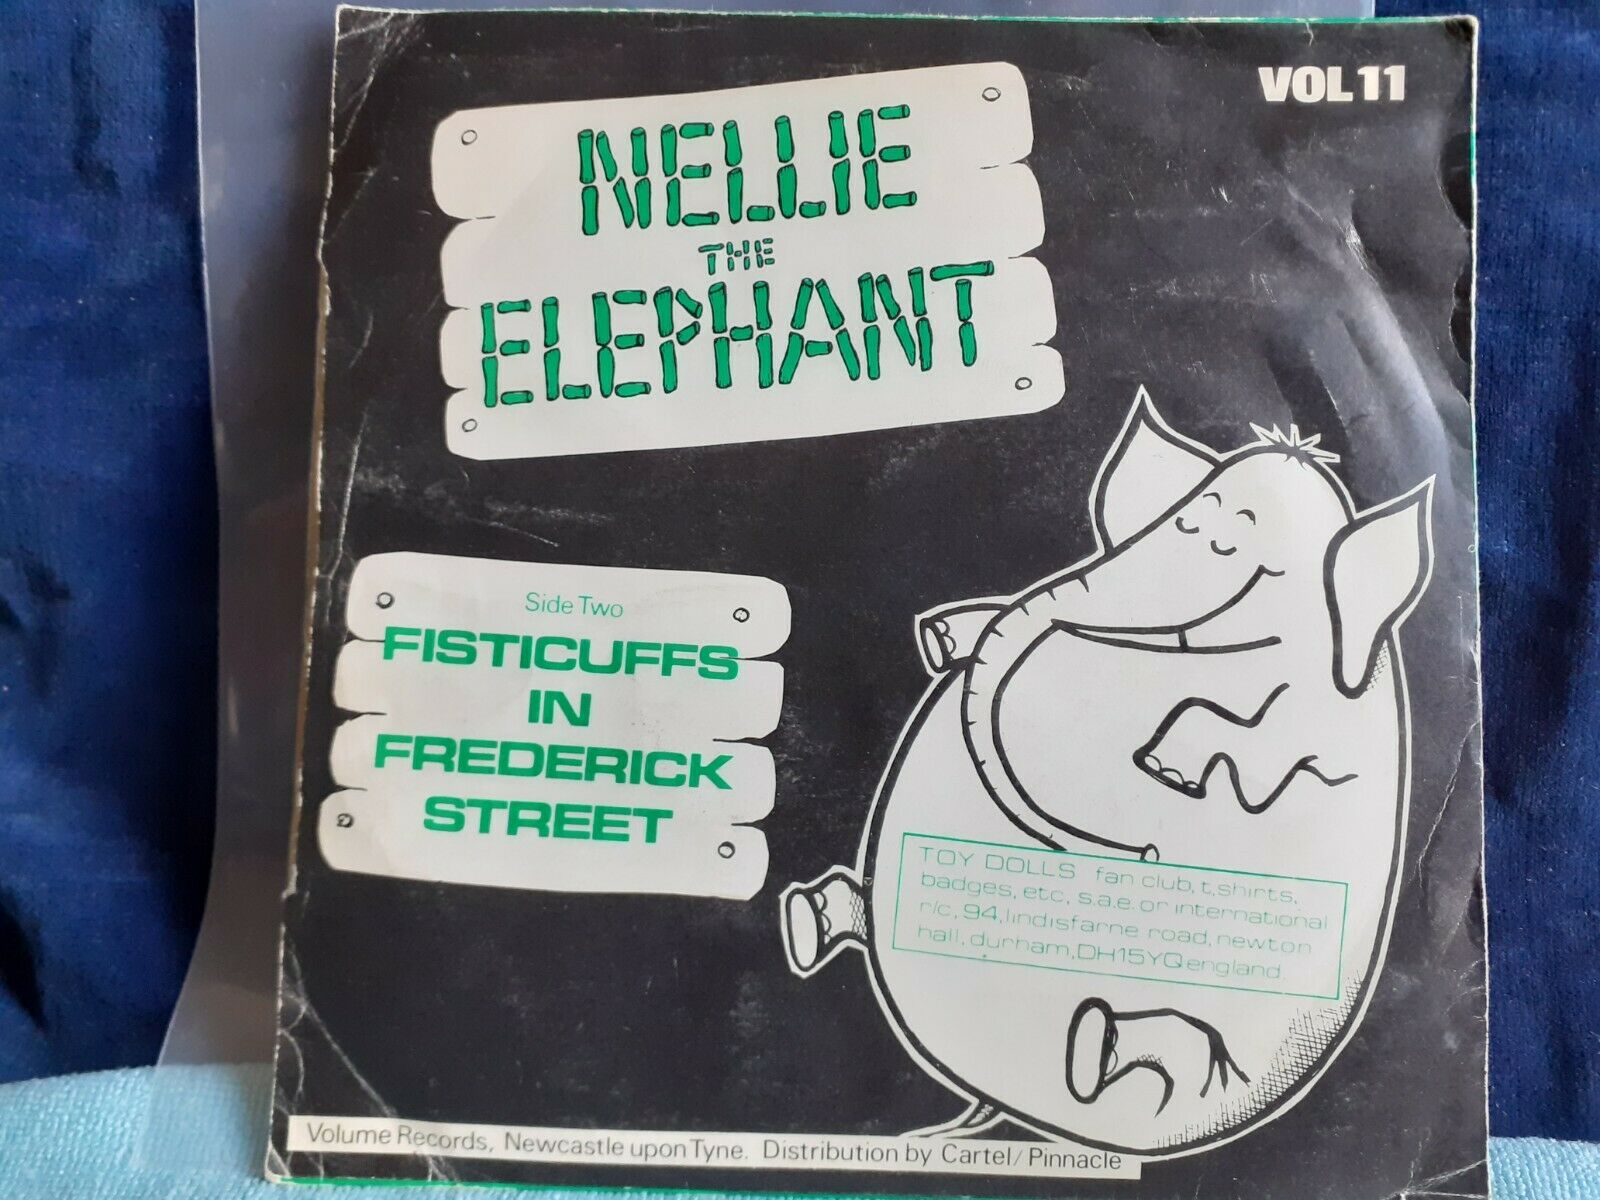 VOL 11
NELLIE
THE
ELEPHANT
Side Two
FISTICUFFS
IN
FREDERICK
STREET
TOY DOLLS fan club, t,shirts,
badges, etc, s.a.e. or international
r/c, 94, lindisfarne road, newton
hall, durham, DH15YQ england.
Volume Records, Newcastle upon Tyne. Distribution by Cartel/Pinnacle